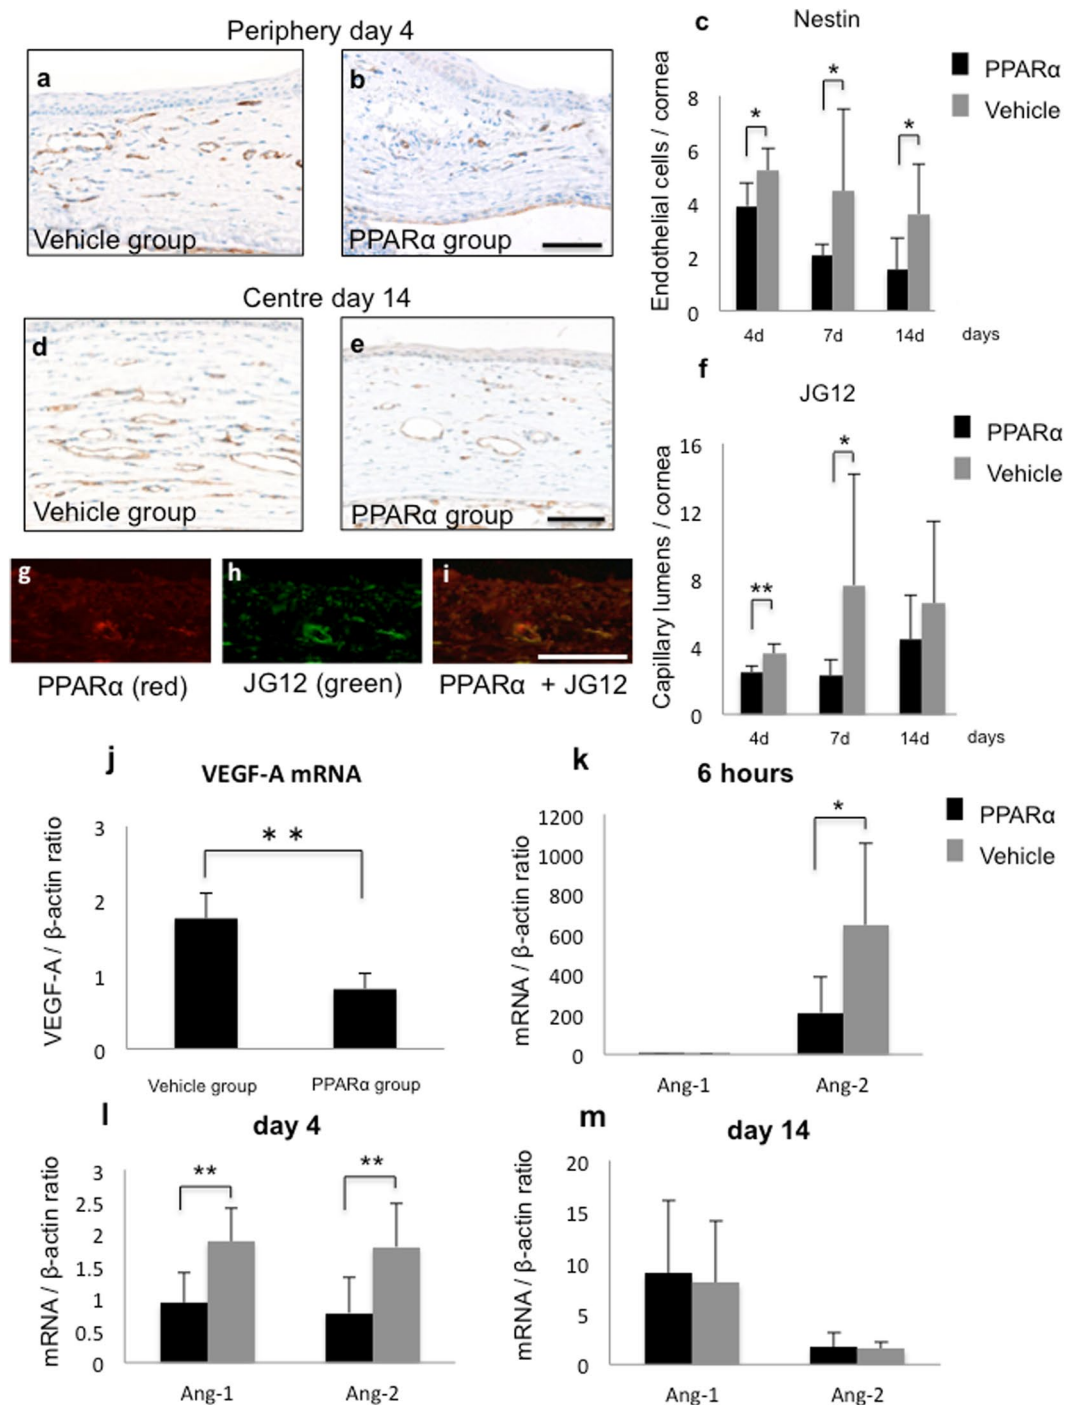 Periphery day 4
a
Vehicle group
b
PPARα group
c
Nestin
PPARα
Vehicle
Endothelial cells / cornea
8
6
4
2
0
*
*
*
4d 7d 14d days
Centre day 14
d
Vehicle group
e
PPARα group
f
JG12
PPARα
Vehicle
Capillary lumens / cornea
16
12
8
4
0
**
*
4d 7d 14d days
g
h
i
PPARα (red)
JG12 (green)
PPARα + JG12
j
VEGF-A mRNA
VEGF-A / β-actin ratio
3
2
1
0
* *
Vehicle group PPARα group
k
6 hours
PPARα
Vehicle
mRNA / β-actin ratio
1200
1000
800
600
400
200
0
*
Ang-1 Ang-2
l
day 4
mRNA / β-actin ratio
3
2.5
2
1.5
1
0.5
0
**
**
Ang-1 Ang-2
m
day 14
mRNA / β-actin ratio
20
15
10
5
0
Ang-1 Ang-2